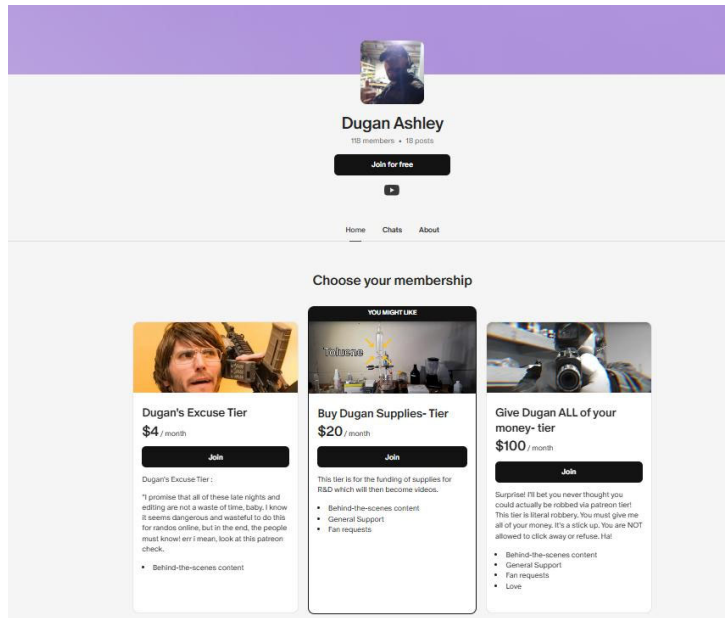 Dugan Ashley
118 members • 18 posts
Join for free
Home Chats About
Choose your membership
Dugan's Excuse Tier
$4 / month
Join
Dugan's Excuse Tier :
"I promise that all of these late nights and
editing are not a waste of time, baby. I know
it seems dangerous and wasteful to do this
for randos online, but in the end, the people
must know! err i mean, look at this patreon
check.
• Behind-the-scenes content
YOU MIGHT LIKE
Toluene
Buy Dugan Supplies- Tier
$20 / month
Join
This tier is for the funding of supplies for
R&D which will then become videos.
• Behind-the-scenes content
• General Support
• Fan requests
Give Dugan ALL of your
money- tier
$100 / month
Join
Surprise! I'll bet you never thought you
could actually be robbed via patreon tier!
This tier is literal robbery. You must give me
all of your money. It's a stick up. You are NOT
allowed to click away or refuse. Ha!
• Behind-the-scenes content
• General Support
• Fan requests
• Love